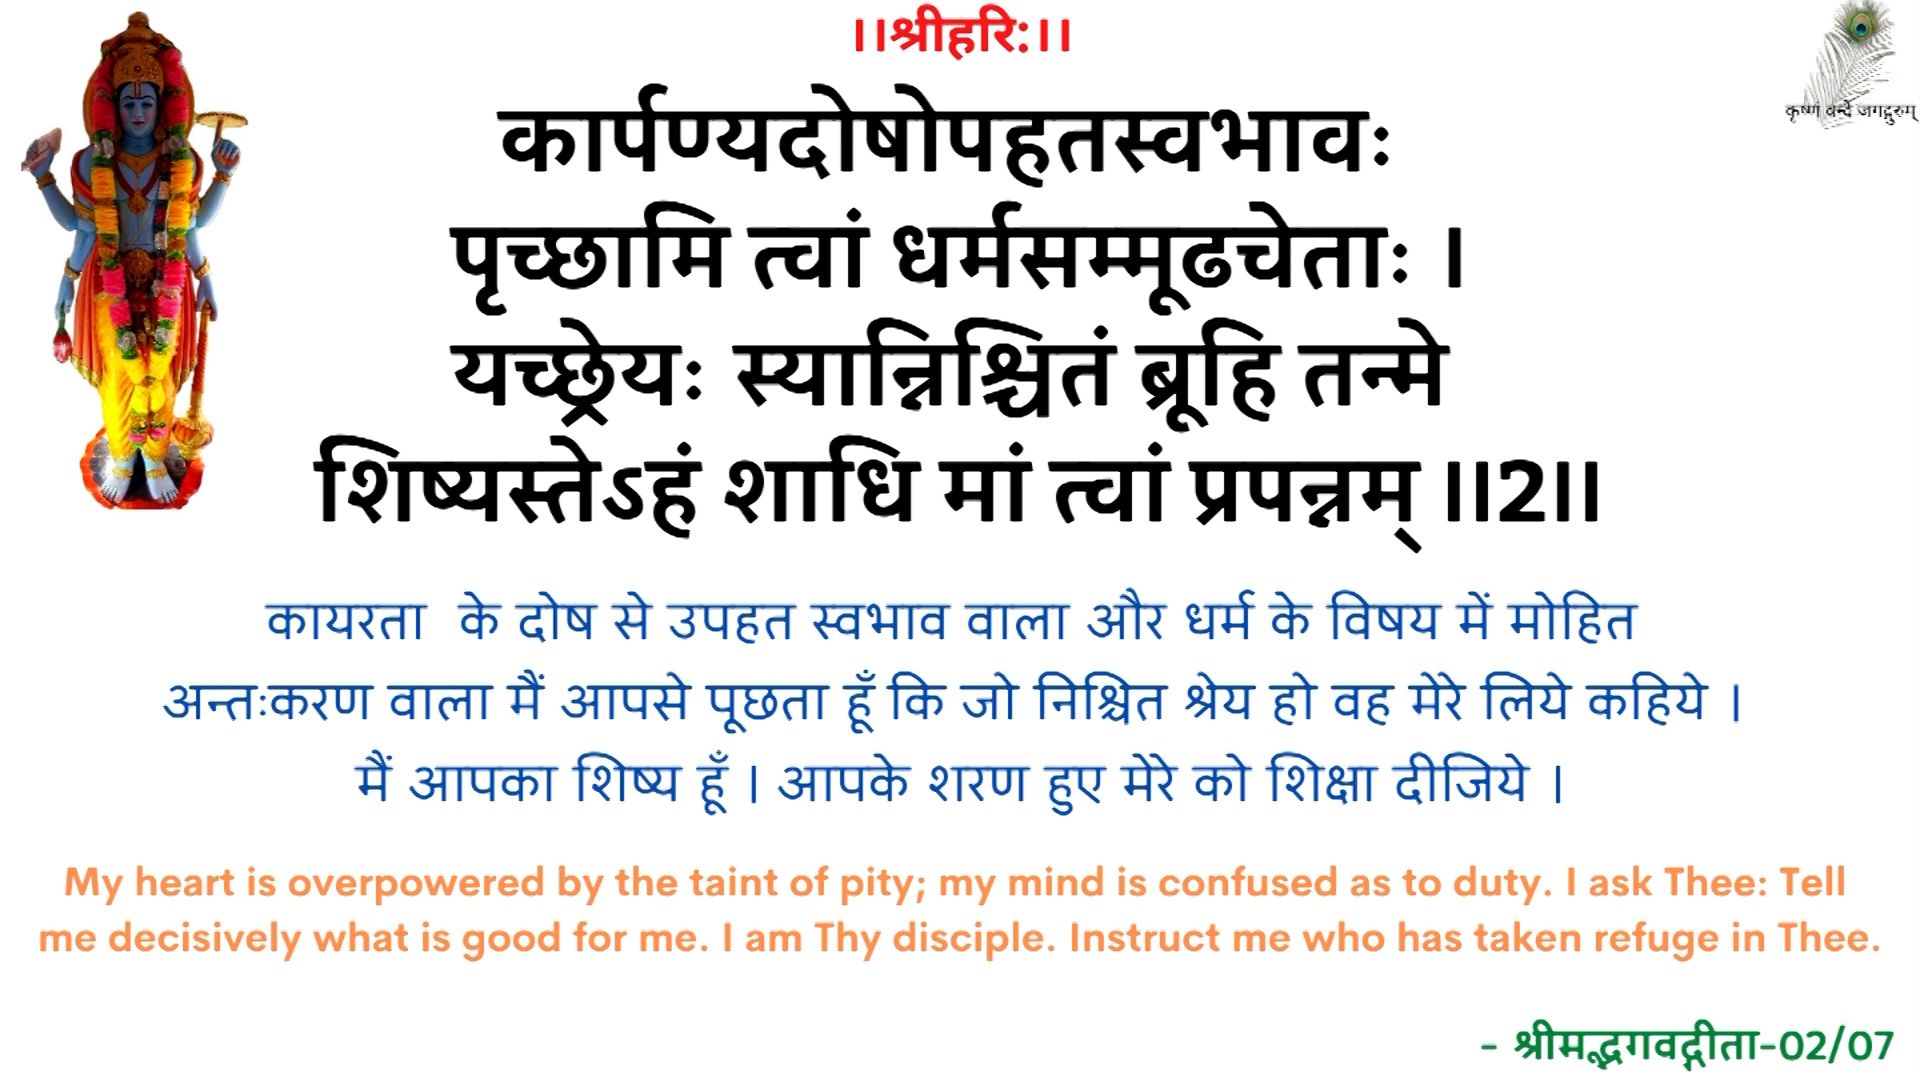 ।।श्रीहरि:।।
कृष्णं वन्दे जगद्गुरुम्
कार्पण्यदोषोपहतस्वभावः
पृच्छामि त्वां धर्मसम्मूढचेताः ।
यच्छ्रेयः स्यान्निश्चितं ब्रूहि तन्मे
शिष्यस्तेऽहं शाधि मां त्वां प्रपन्नम् ।।2।।
कायरता के दोष से उपहत स्वभाव वाला और धर्म के विषय में मोहित
अन्तःकरण वाला मैं आपसे पूछता हूँ कि जो निश्चित श्रेय हो वह मेरे लिये कहिये ।
मैं आपका शिष्य हूँ । आपके शरण हुए मेरे को शिक्षा दीजिये ।
My heart is overpowered by the taint of pity; my mind is confused as to duty. I ask Thee: Tell
me decisively what is good for me. I am Thy disciple. Instruct me who has taken refuge in Thee.
- श्रीमद्भगवद्गीता-02/07